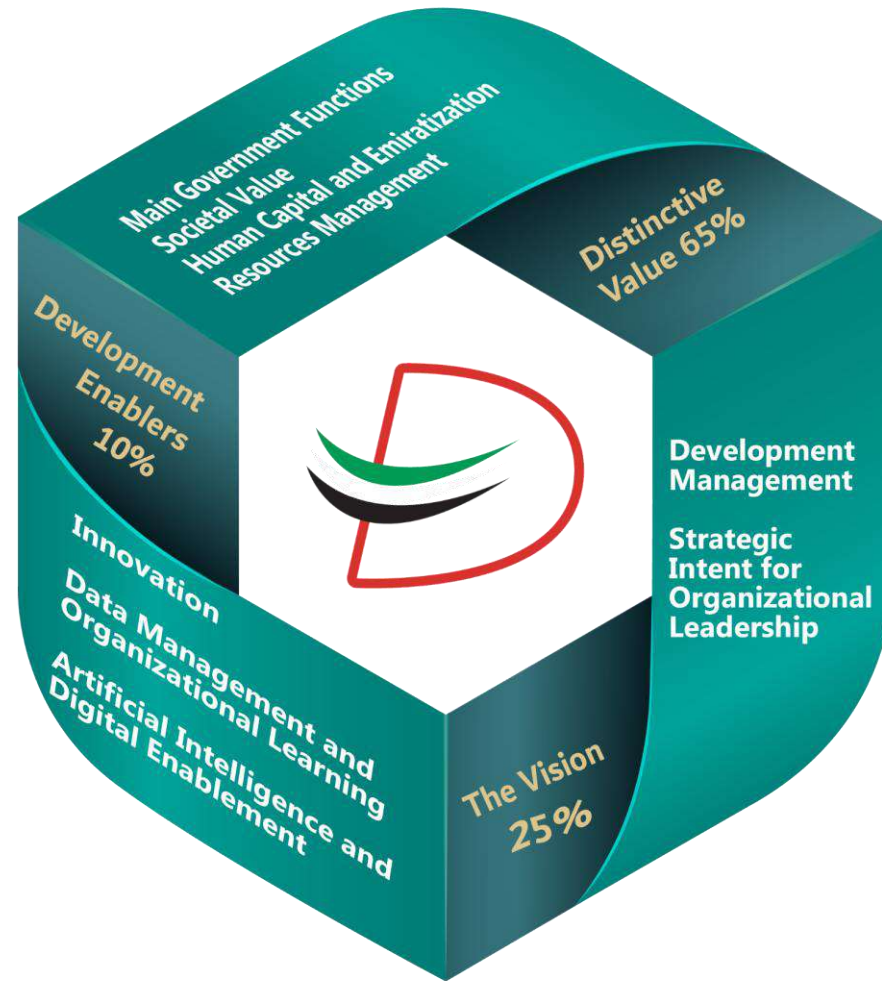 Main Government Functions
Societal Value
Human Capital and Emiratization
Resources Management
Distinctive
Value 65%
Development
Enablers
10%
Development
Management
Strategic
Intent for
Organizational
Leadership
Innovation
Data Management and
Organizational Learning
Artificial Intelligence and
Digital Enablement
The Vision
25%